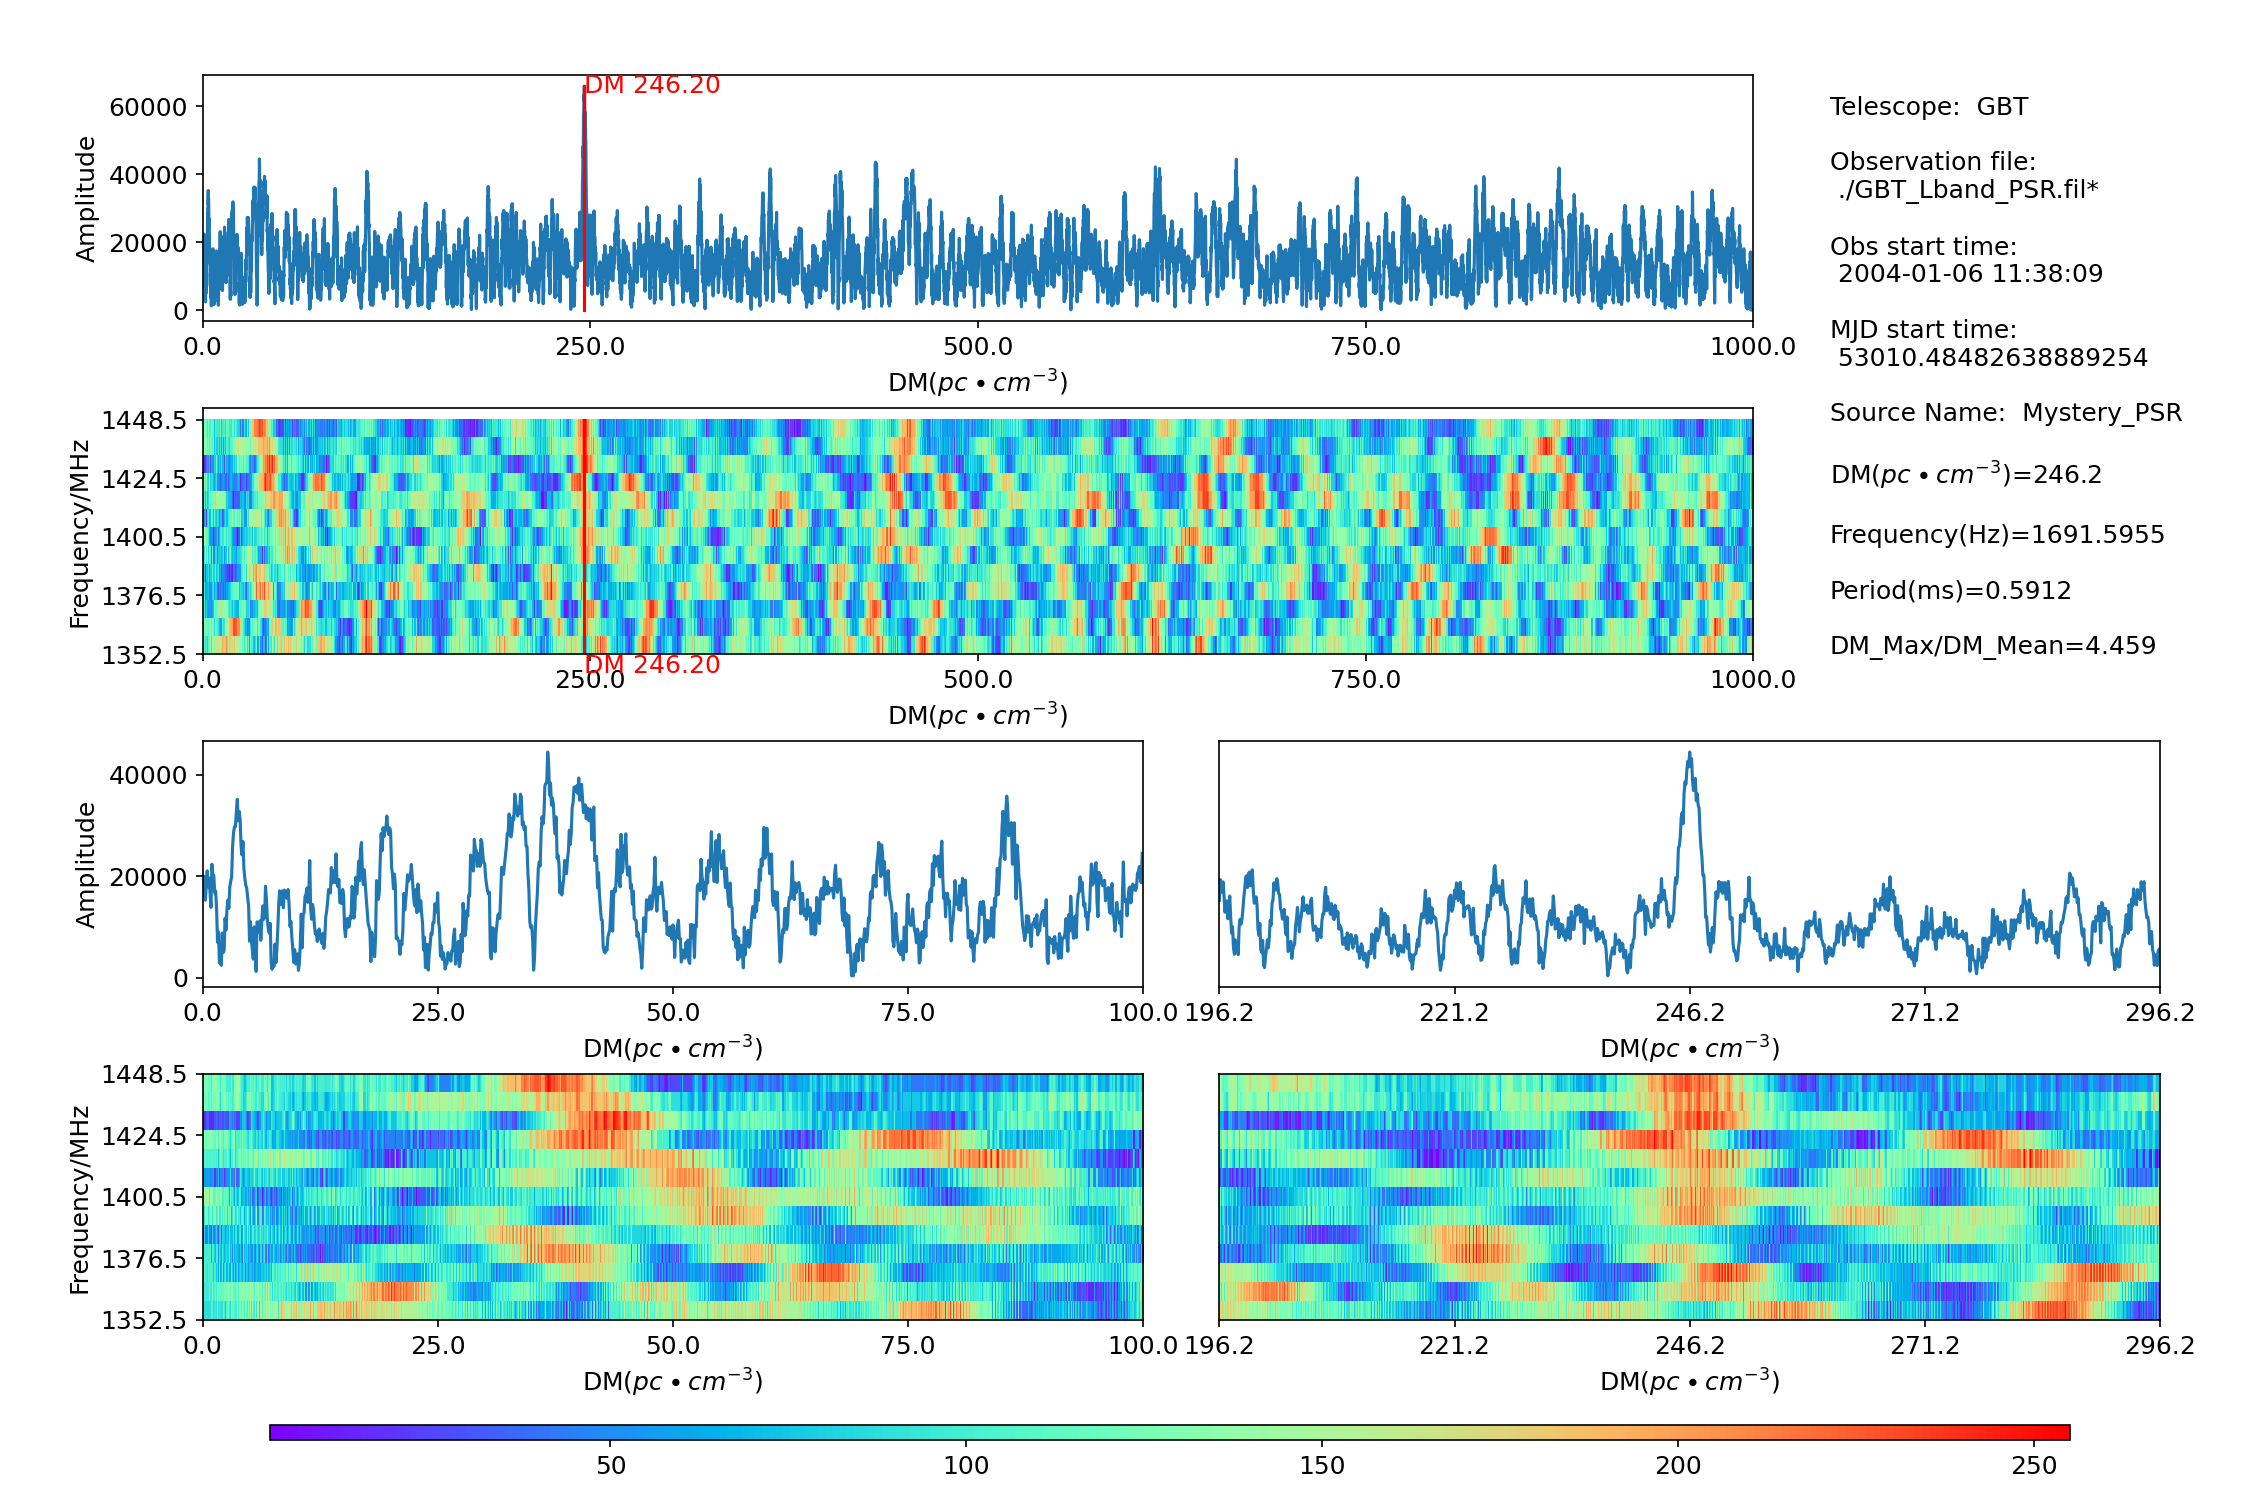 DM 246.20
60000
40000
20000
0
Amplitude
0.0 250.0 500.0 750.0 1000.0
DM(pc • cm⁻³)
Telescope:  GBT
Observation file:
./GBT_Lband_PSR.fil*
Obs start time:
2004-01-06 11:38:09
MJD start time:
53010.48482638889254
Source Name:  Mystery_PSR
DM(pc • cm⁻³)=246.2
Frequency(Hz)=1691.5955
Period(ms)=0.5912
DM_Max/DM_Mean=4.459
1448.5
1424.5
1400.5
1376.5
1352.5
Frequency/MHz
DM 246.20
0.0 250.0 500.0 750.0 1000.0
DM(pc • cm⁻³)
40000
20000
0
Amplitude
0.0 25.0 50.0 75.0 100.0
DM(pc • cm⁻³)
196.2 221.2 246.2 271.2 296.2
DM(pc • cm⁻³)
1448.5
1424.5
1400.5
1376.5
1352.5
Frequency/MHz
0.0 25.0 50.0 75.0 100.0
DM(pc • cm⁻³)
196.2 221.2 246.2 271.2 296.2
DM(pc • cm⁻³)
50 100 150 200 250